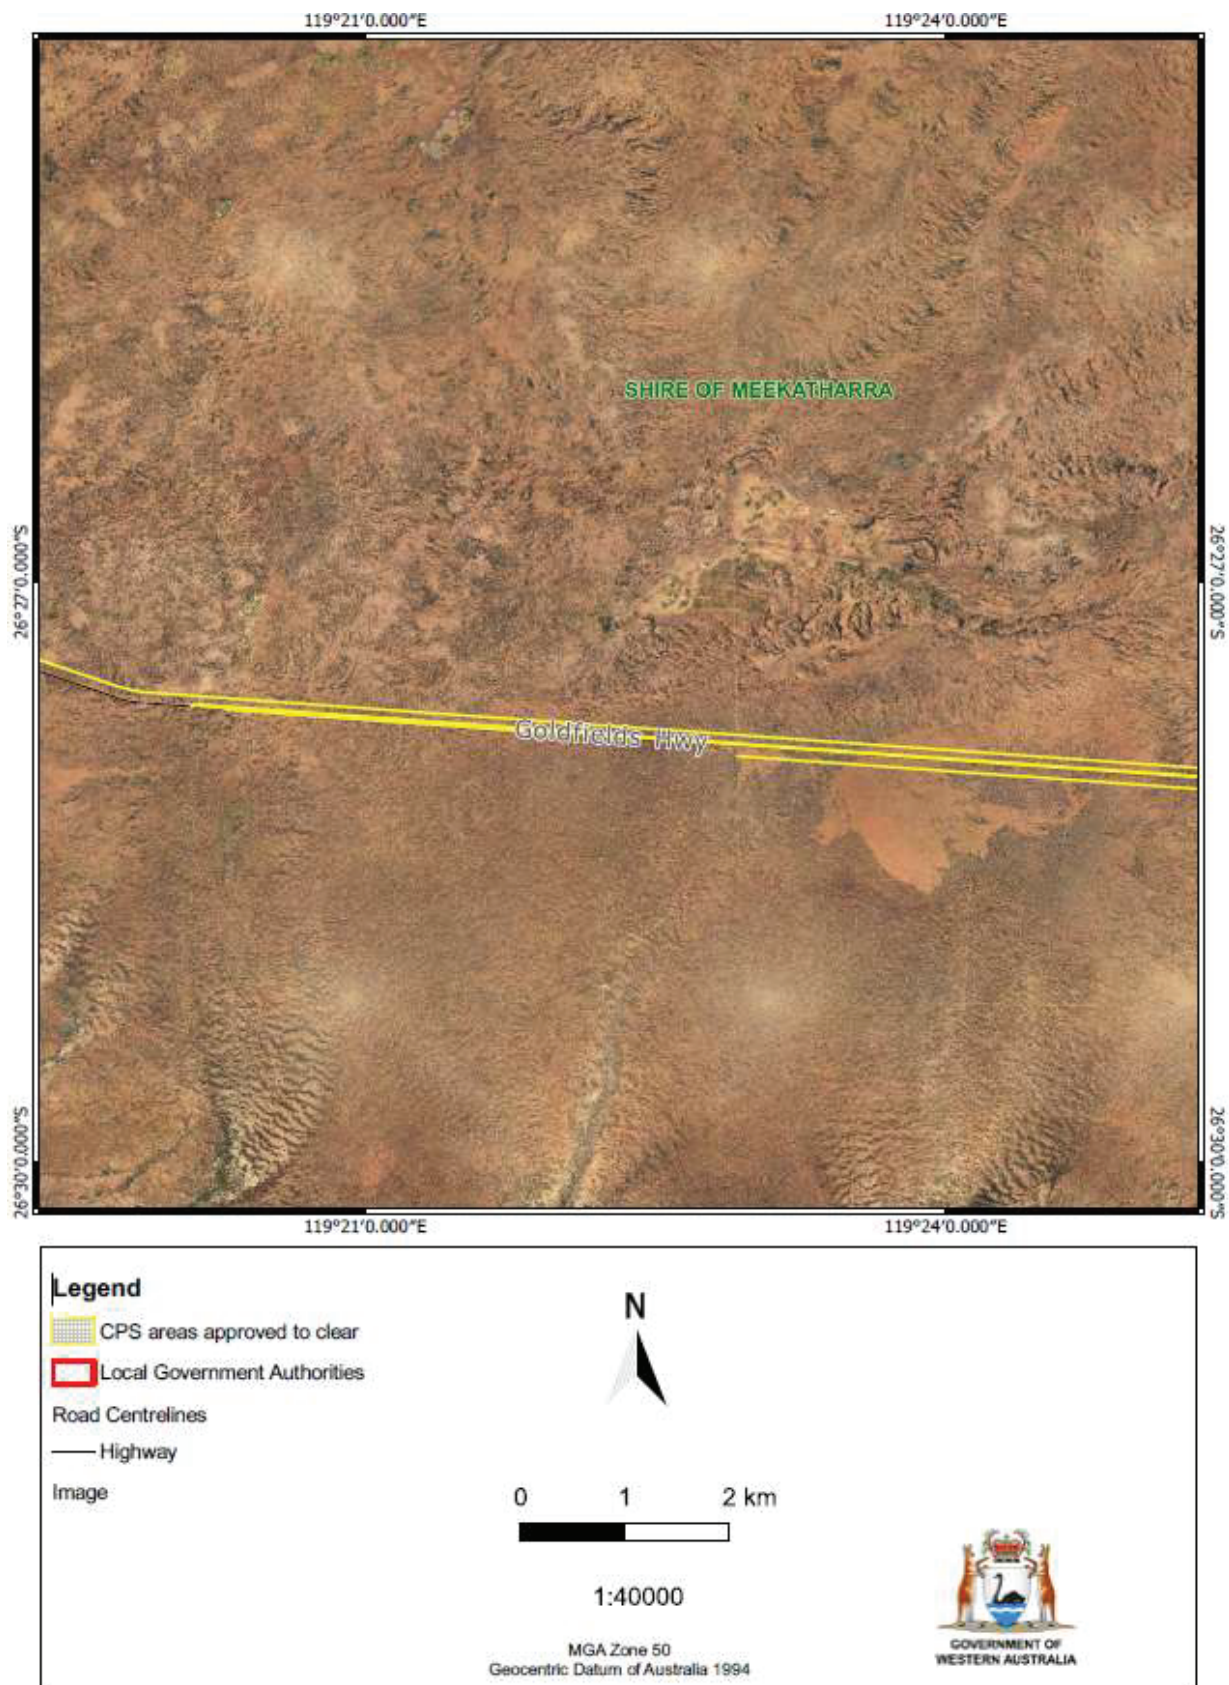 119°21'0.000"E
119°24'0.000"E
SHIRE OF MEEKATHARRA
26°27'0.000"S
26°27'0.000"S
Goldfields Hwy
26°30'0.000"S
26°30'0.000"S
119°21'0.000"E
119°24'0.000"E
Legend
CPS areas approved to clear
Local Government Authorities
Road Centrelines
Highway
Image
N
0 1 2 km
1:40000
MGA Zone 50
Geocentric Datum of Australia 1994
GOVERNMENT OF
WESTERN AUSTRALIA